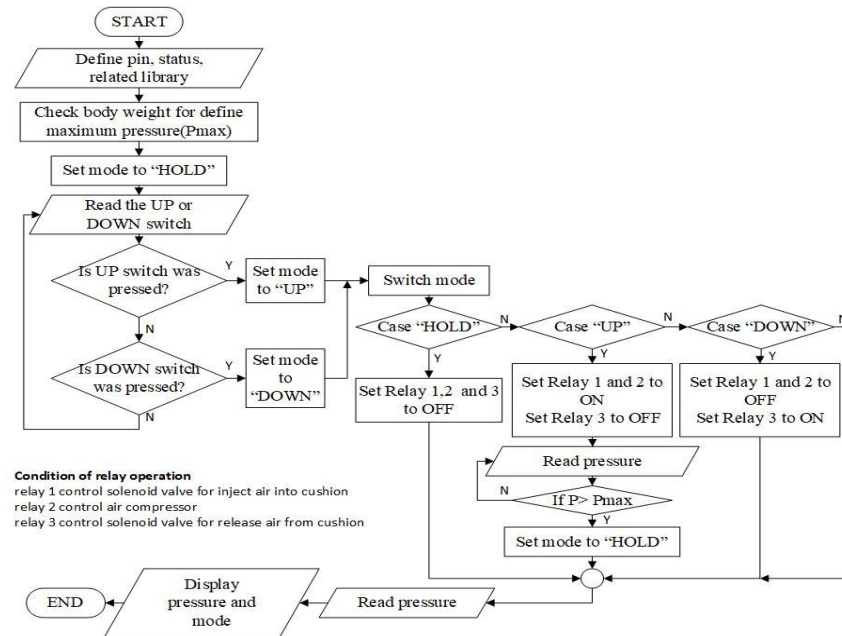 START
Define pin, status,
related library
Check body weight for define
maximum pressure(Pmax)
Set mode to “HOLD”
Read the UP or
DOWN switch
Is UP switch was
pressed?
Y
N
Set mode
to “UP”
Is DOWN switch
was pressed?
Y
N
Set mode
to
“DOWN”
Switch mode
Case “HOLD”
N
Y
Set Relay 1,2 and 3
to OFF
Case “UP”
N
Y
Set Relay 1 and 2 to
ON
Set Relay 3 to OFF
Read pressure
If P> Pmax
N
Y
Set mode to “HOLD”
Case “DOWN”
N
Y
Set Relay 1 and 2 to
OFF
Set Relay 3 to ON
Condition of relay operation
relay 1 control solenoid valve for inject air into cushion
relay 2 control air compressor
relay 3 control solenoid valve for release air from cushion
Read pressure
Display
pressure and
mode
END